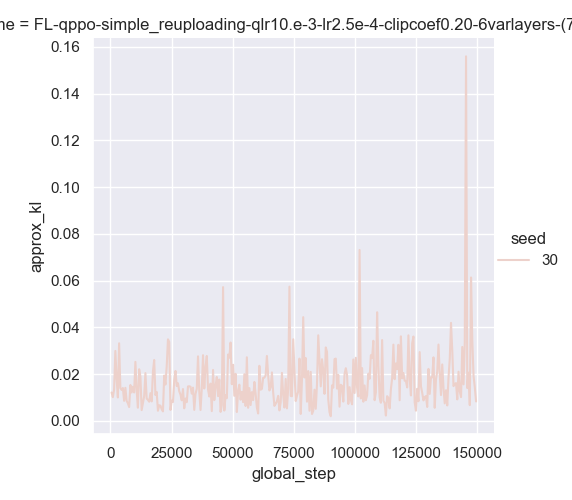 ne = FL-qppo-simple_reuploading-qlr10.e-3-lr2.5e-4-clipcoef0.20-6varlayers-(7
0.16
0.14
0.12
0.10
0.08
0.06
0.04
0.02
0.00
approx_kl
0 25000 50000 75000 100000 125000 150000
global_step
seed
30